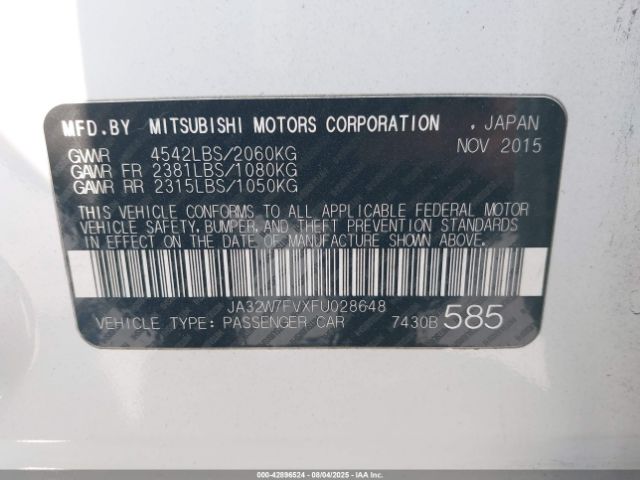 MFD.BY MITSUBISHI MOTORS CORPORATION , JAPAN
GVWR 4542LBS/2060KG NOV 2015
GAWR FR 2381LBS/1080KG
GAWR RR 2315LBS/1050KG
THIS VEHICLE CONFORMS TO ALL APPLICABLE FEDERAL MOTOR
VEHICLE SAFETY, BUMPER, AND THEFT PREVENTION STANDARDS
IN EFFECT ON THE DATE OF MANUFACTURE SHOWN ABOVE.
JA32W7FVXFU028648
VEHICLE TYPE: PASSENGER CAR 7430B 585
000-42896524 - 08/04/2025 - iaai.com